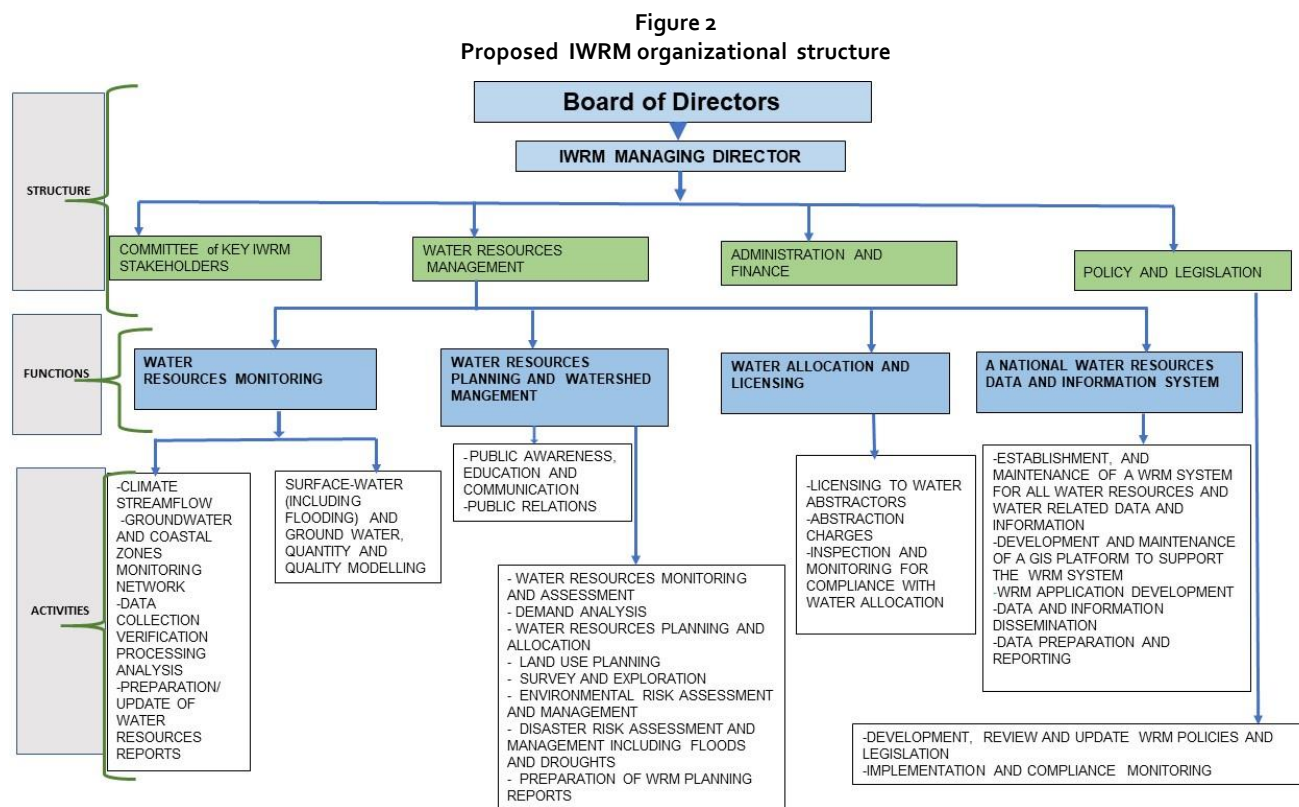 Figure 2
Proposed IWRM organizational structure
Board of Directors
IWRM MANAGING DIRECTOR
STRUCTURE
COMMITTEE of KEY IWRM
STAKEHOLDERS
WATER RESOURCES
MANAGEMENT
ADMINISTRATION AND
FINANCE
POLICY AND LEGISLATION
FUNCTIONS
WATER
RESOURCES MONITORING
WATER RESOURCES
PLANNING AND WATERSHED
MANGEMENT
WATER ALLOCATION AND
LICENSING
A NATIONAL WATER RESOURCES
DATA AND INFORMATION SYSTEM
ACTIVITIES
-CLIMATE
STREAMFLOW
-GROUNDWATER
AND COASTAL
ZONES
MONITORING
NETWORK
-DATA
COLLECTION
VERIFICATION
PROCESSING
ANALYSIS
-PREPARATION/
UPDATE OF
WATER
RESOURCES
REPORTS
SURFACE-WATER
(INCLUDING
FLOODING) AND
GROUND WATER,
QUANTITY AND
QUALITY MODELLING
-PUBLIC AWARENESS,
EDUCATION AND
COMMUNICATION
-PUBLIC RELATIONS
- WATER RESOURCES MONITORING
AND ASSESSMENT
- DEMAND ANALYSIS
- WATER RESOURCES PLANNING AND
ALLOCATION
- LAND USE PLANNING
- SURVEY AND EXPLORATION
- ENVIRONMENTAL RISK ASSESSMENT
AND MANAGEMENT
- DISASTER RISK ASSESSMENT AND
MANAGEMENT INCLUDING FLOODS
AND DROUGHTS
- PREPARATION OF WRM PLANNING
REPORTS
-LICENSING TO WATER
ABSTRACTORS
-ABSTRACTION
CHARGES
-INSPECTION AND
MONITORING FOR
COMPLIANCE WITH
WATER ALLOCATION
-ESTABLISHMENT, AND
MAINTENANCE OF A WRM SYSTEM
FOR ALL WATER RESOURCES AND
WATER RELATED DATA AND
INFORMATION
-DEVELOPMENT AND MAINTENANCE
OF A GIS PLATFORM TO SUPPORT
THE WRM SYSTEM
-WRM APPLICATION DEVELOPMENT
-DATA AND INFORMATION
DISSEMINATION
-DATA PREPARATION AND
REPORTING
-DEVELOPMENT, REVIEW AND UPDATE WRM POLICIES AND
LEGISLATION
-IMPLEMENTATION AND COMPLIANCE MONITORING